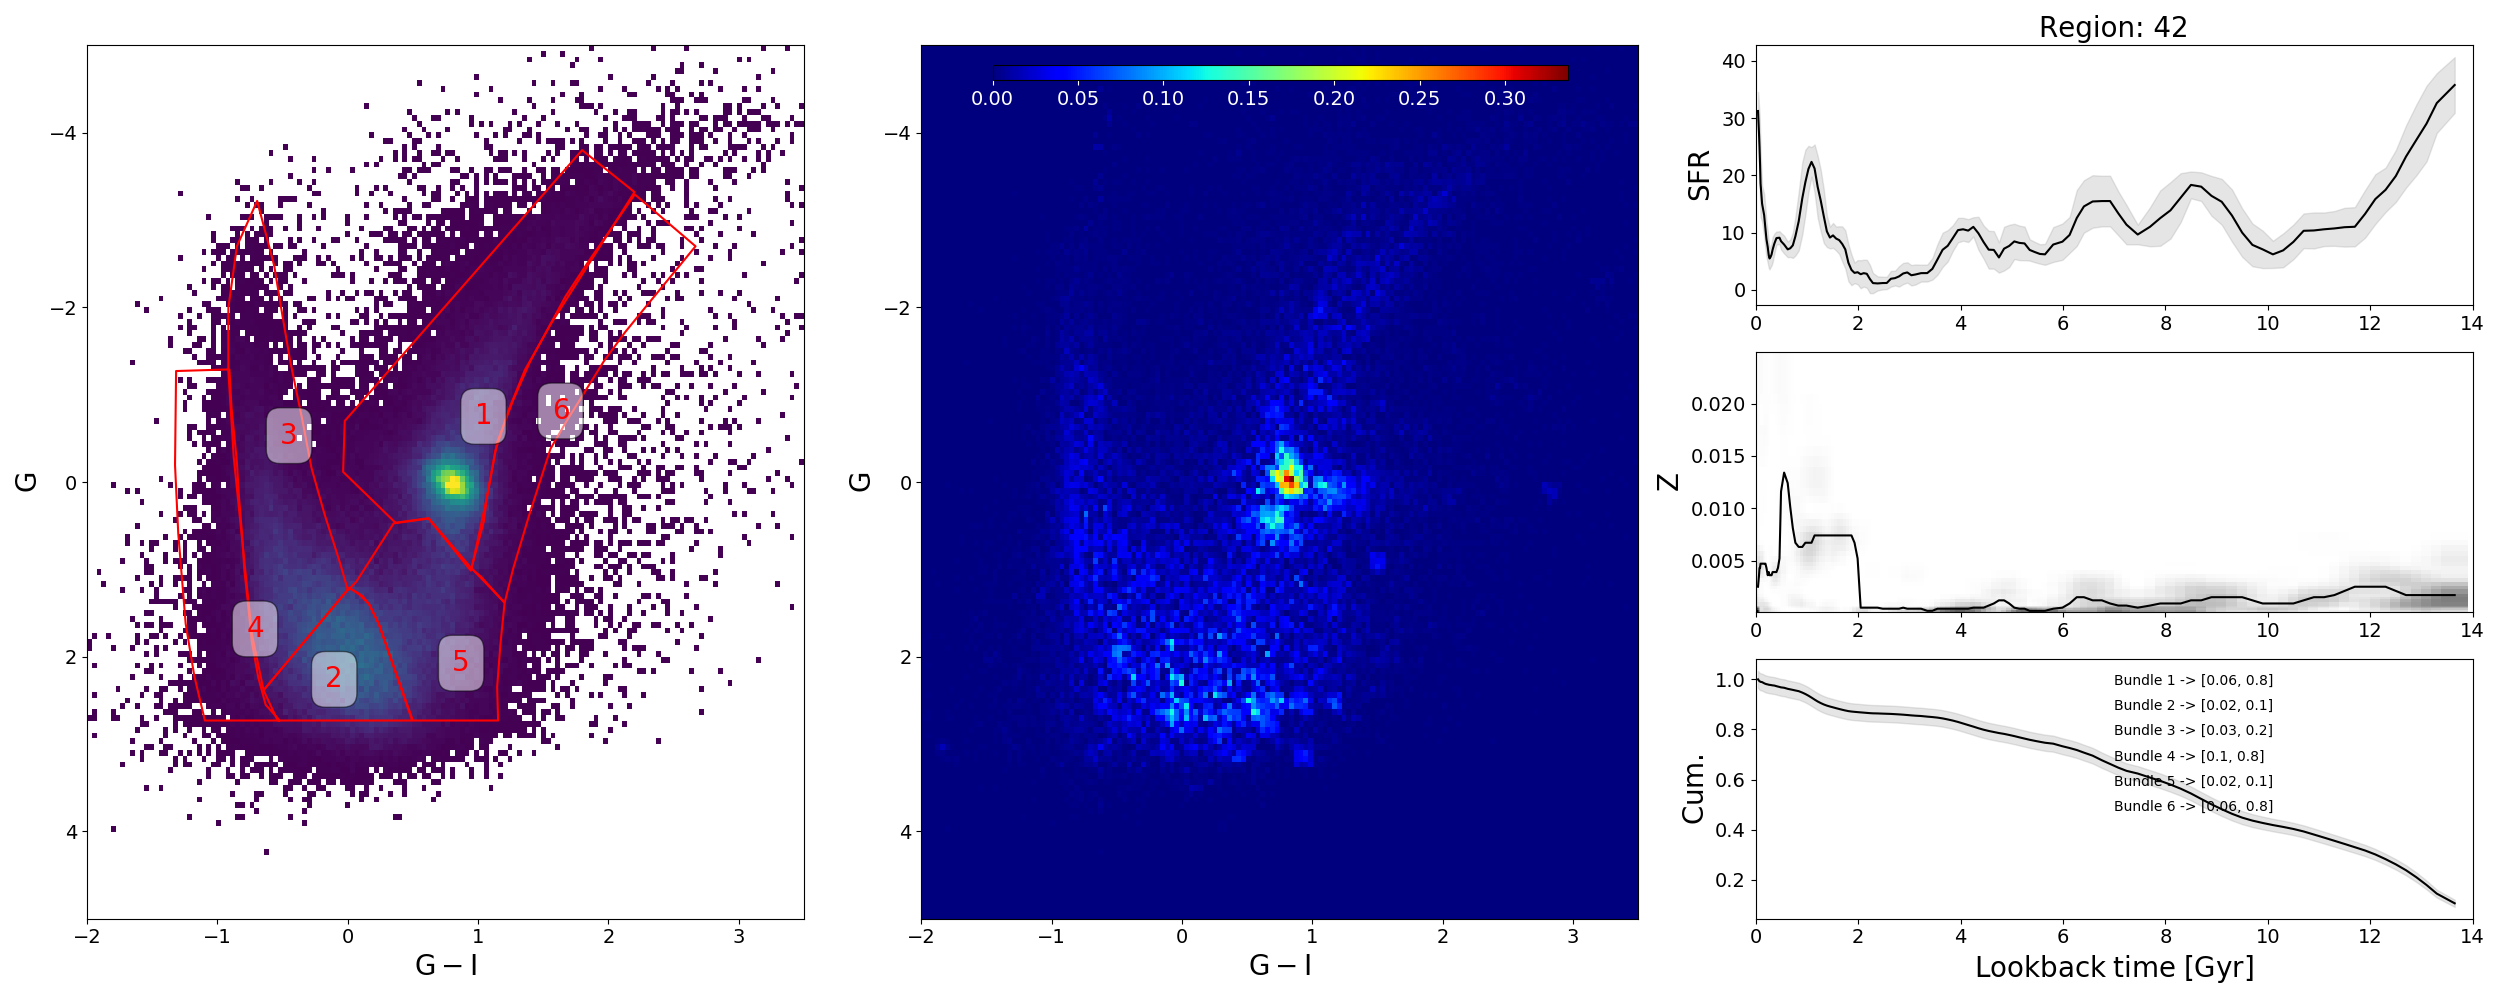 −4
−2
0
2
4
−2
−1
0
1
2
3
G
G − I
1
2
3
4
5
6
0.00 0.05 0.10 0.15 0.20 0.25 0.30
−4
−2
0
2
4
−2
−1
0
1
2
3
G
G − I
Region: 42
40
30
20
10
0
SFR
0 2 4 6 8 10 12 14
0.020
0.015
0.010
0.005
Z
0 2 4 6 8 10 12 14
1.0
0.8
0.6
0.4
0.2
Cum.
Bundle 1 -> [0.06, 0.8]
Bundle 2 -> [0.02, 0.1]
Bundle 3 -> [0.03, 0.2]
Bundle 4 -> [0.1, 0.8]
Bundle 5 -> [0.02, 0.1]
Bundle 6 -> [0.06, 0.8]
0 2 4 6 8 10 12 14
Lookback time [Gyr]